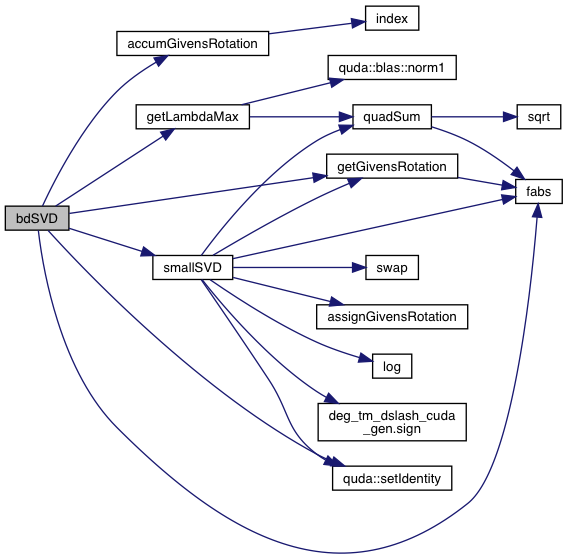 index
accumGivensRotation
quda::blas::norm1
getLambdaMax
quadSum
sqrt
getGivensRotation
fabs
bdSVD
smallSVD
swap
assignGivensRotation
log
deg_tm_dslash_cuda
_gen.sign
quda::setIdentity